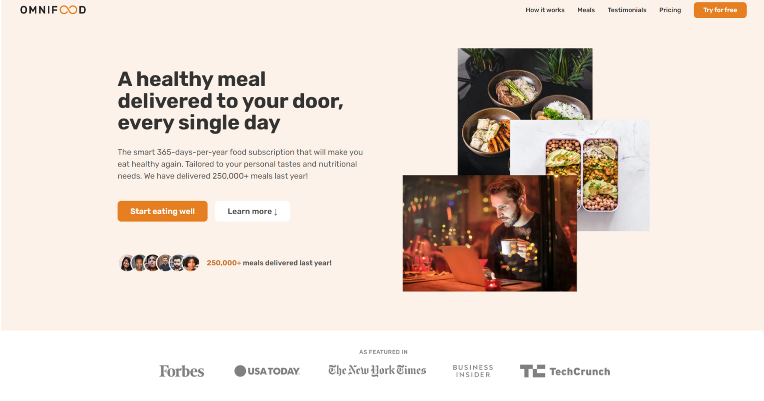 OMNIFOOD
How it works
Meals
Testimonials
Pricing
Try for free
A healthy meal
delivered to your door,
every single day
The smart 365-days-per-year food subscription that will make you
eat healthy again. Tailored to your personal tastes and nutritional
needs. We have delivered 250,000+ meals last year!
Start eating well
Learn more ↓
250,000+ meals delivered last year!
AS FEATURED IN
Forbes
USA TODAY
The New York Times
BUSINESS
INSIDER
TC TechCrunch